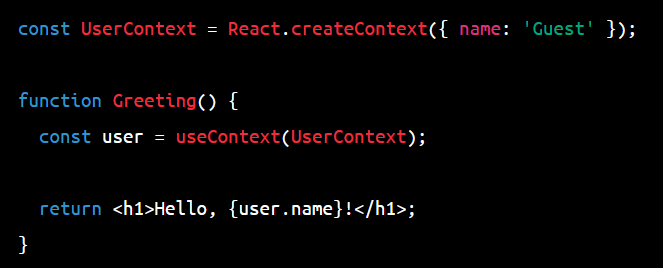 const UserContext = React.createContext({ name: 'Guest' });
function Greeting() {
const user = useContext(UserContext);
return <h1>Hello, {user.name}!</h1>;
}